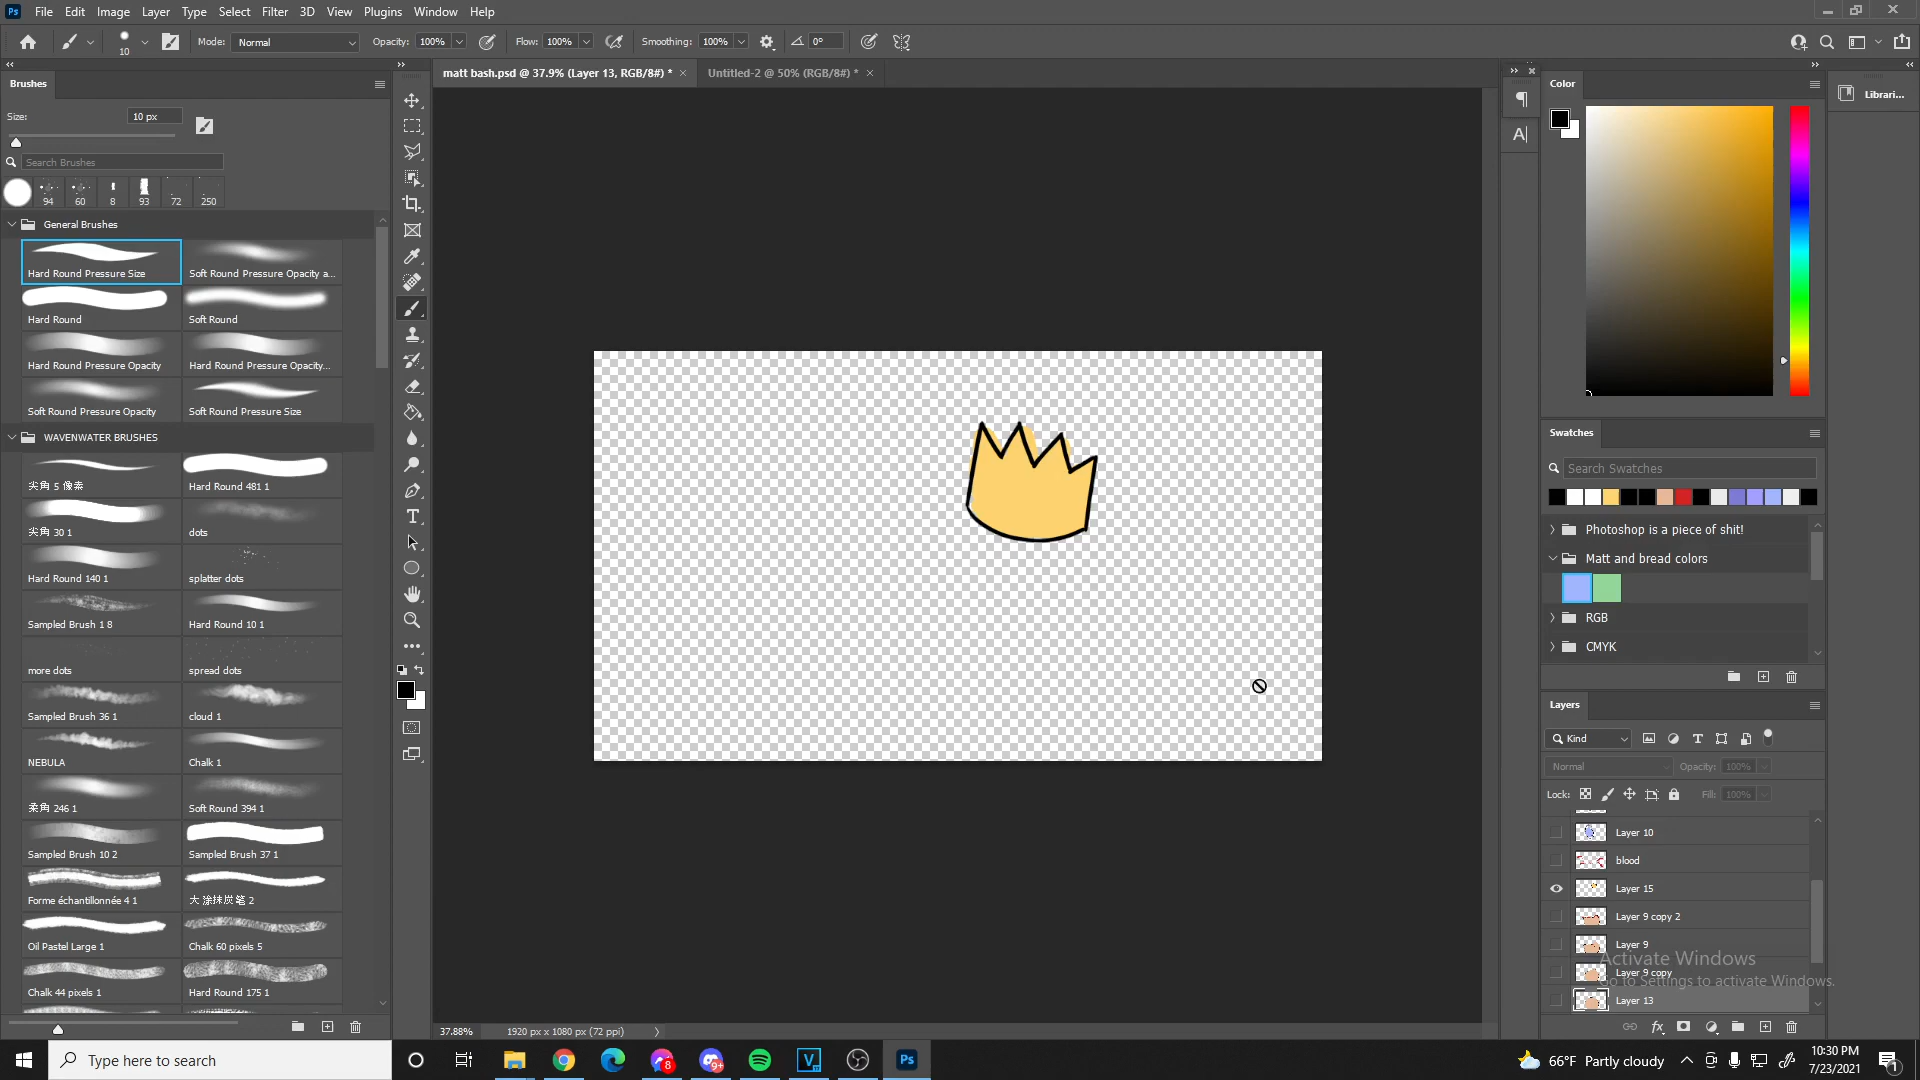 Ps File Edit Image Layer Type Select Filter 3D View Plugins Window Help
10 Mode: Normal Opacity: 100% Flow: 100% Smoothing: 100% 0°
Brushes
matt bash.psd @ 37.9% (Layer 13, RGB/8#) *
Untitled-2 @ 50% (RGB/8#) *
Size: 10 px
Search Brushes
94 60 8 93 72 250
General Brushes
Hard Round Pressure Size
Soft Round Pressure Opacity a...
Hard Round
Soft Round
Hard Round Pressure Opacity
Hard Round Pressure Opacity...
Soft Round Pressure Opacity
Soft Round Pressure Size
WAVENWATER BRUSHES
尖角 5 像素
Hard Round 481 1
尖角 30 1
dots
Hard Round 140 1
splatter dots
Sampled Brush 1 8
Hard Round 10 1
more dots
spread dots
Sampled Brush 36 1
cloud 1
NEBULA
Chalk 1
柔角 246 1
Soft Round 394 1
Sampled Brush 10 2
Sampled Brush 37 1
Forme échantillonnée 4 1
大 涂抹炭笔 2
Oil Pastel Large 1
Chalk 60 pixels 5
Chalk 44 pixels 1
Hard Round 175 1
T
37.88% 1920 px x 1080 px (72 ppi)
A
Color
Librari...
Swatches
Search Swatches
Photoshop is a piece of shit!
Matt and bread colors
RGB
CMYK
Layers
Kind
Normal Opacity: 100%
Lock: Fill: 100%
Layer 10
blood
Layer 15
Layer 9 copy 2
Layer 9
Layer 9 copy
Layer 13
fx
Activate Windows
Go to Settings to activate Windows.
Type here to search
8
9+
V
Ps
66°F Partly cloudy
10:30 PM
7/23/2021
1